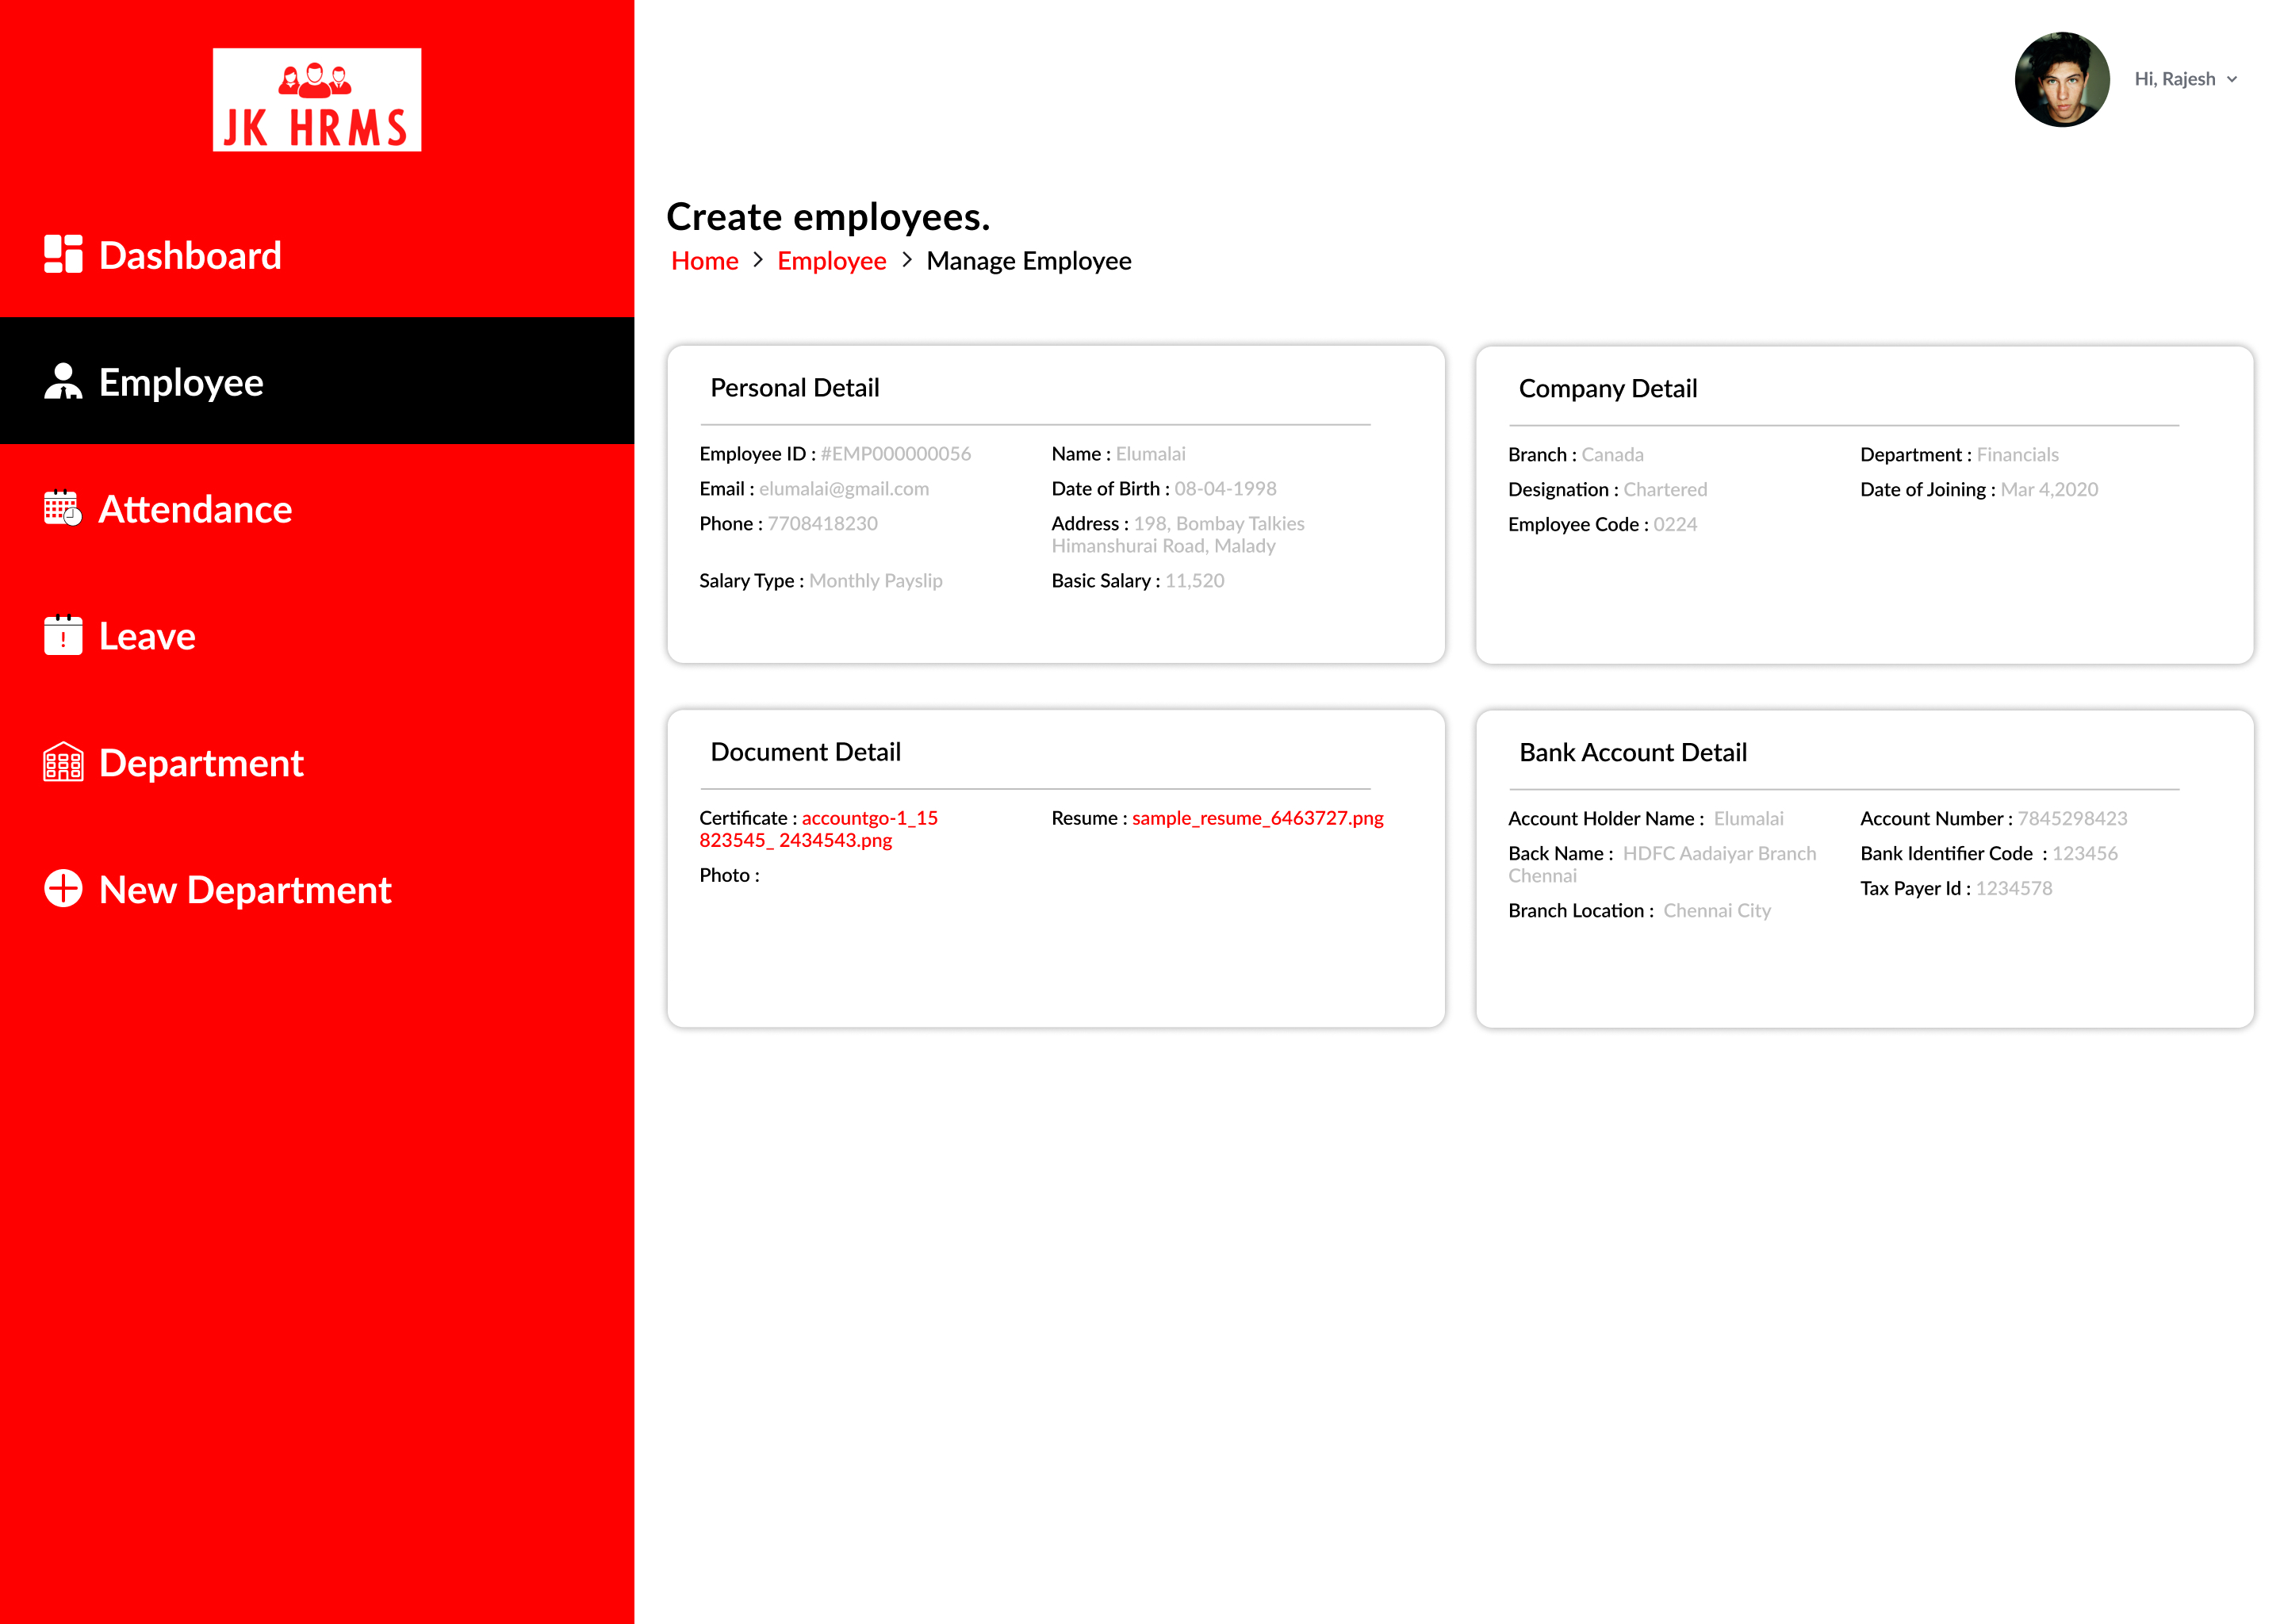 JK HRMS
Hi, Rajesh
Dashboard
Employee
Attendance
Leave
Department
New Department
Create employees.
Home > Employee > Manage Employee
Personal Detail
Employee ID : #EMP000000056
Name : Elumalai
Email : elumalai@gmail.com
Date of Birth : 08-04-1998
Phone : 7708418230
Address : 198, Bombay Talkies
Himanshurai Road, Malady
Salary Type : Monthly Payslip
Basic Salary : 11,520
Company Detail
Branch : Canada
Department : Financials
Designation : Chartered
Date of Joining : Mar 4,2020
Employee Code : 0224
Document Detail
Certificate : accountgo-1_15
823545_ 2434543.png
Resume : sample_resume_6463727.png
Photo :
Bank Account Detail
Account Holder Name : Elumalai
Account Number : 7845298423
Back Name : HDFC Aadaiyar Branch
Chennai
Bank Identifier Code : 123456
Tax Payer Id : 1234578
Branch Location : Chennai City